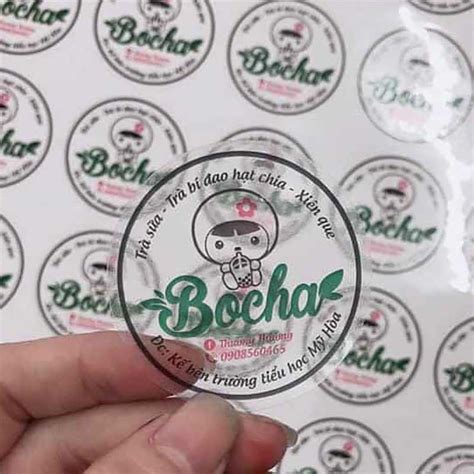 Trà sữa - Trà bí đao hạt chia - Xiên que
Bocha
Thương Thương
0908560465
Đc: Kế bên trường tiểu học Mỹ Hòa